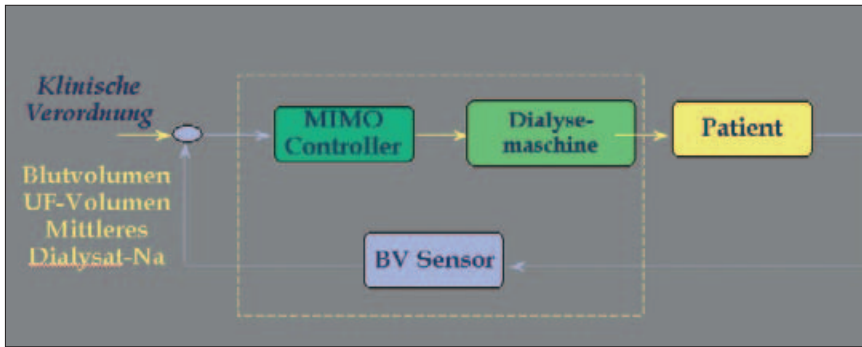 Klinische
Verordnung
MIMO
Controller
Dialyse-
maschine
Patient
Blutvolumen
UF-Volumen
Mittleres
Dialysat-Na
BV Sensor